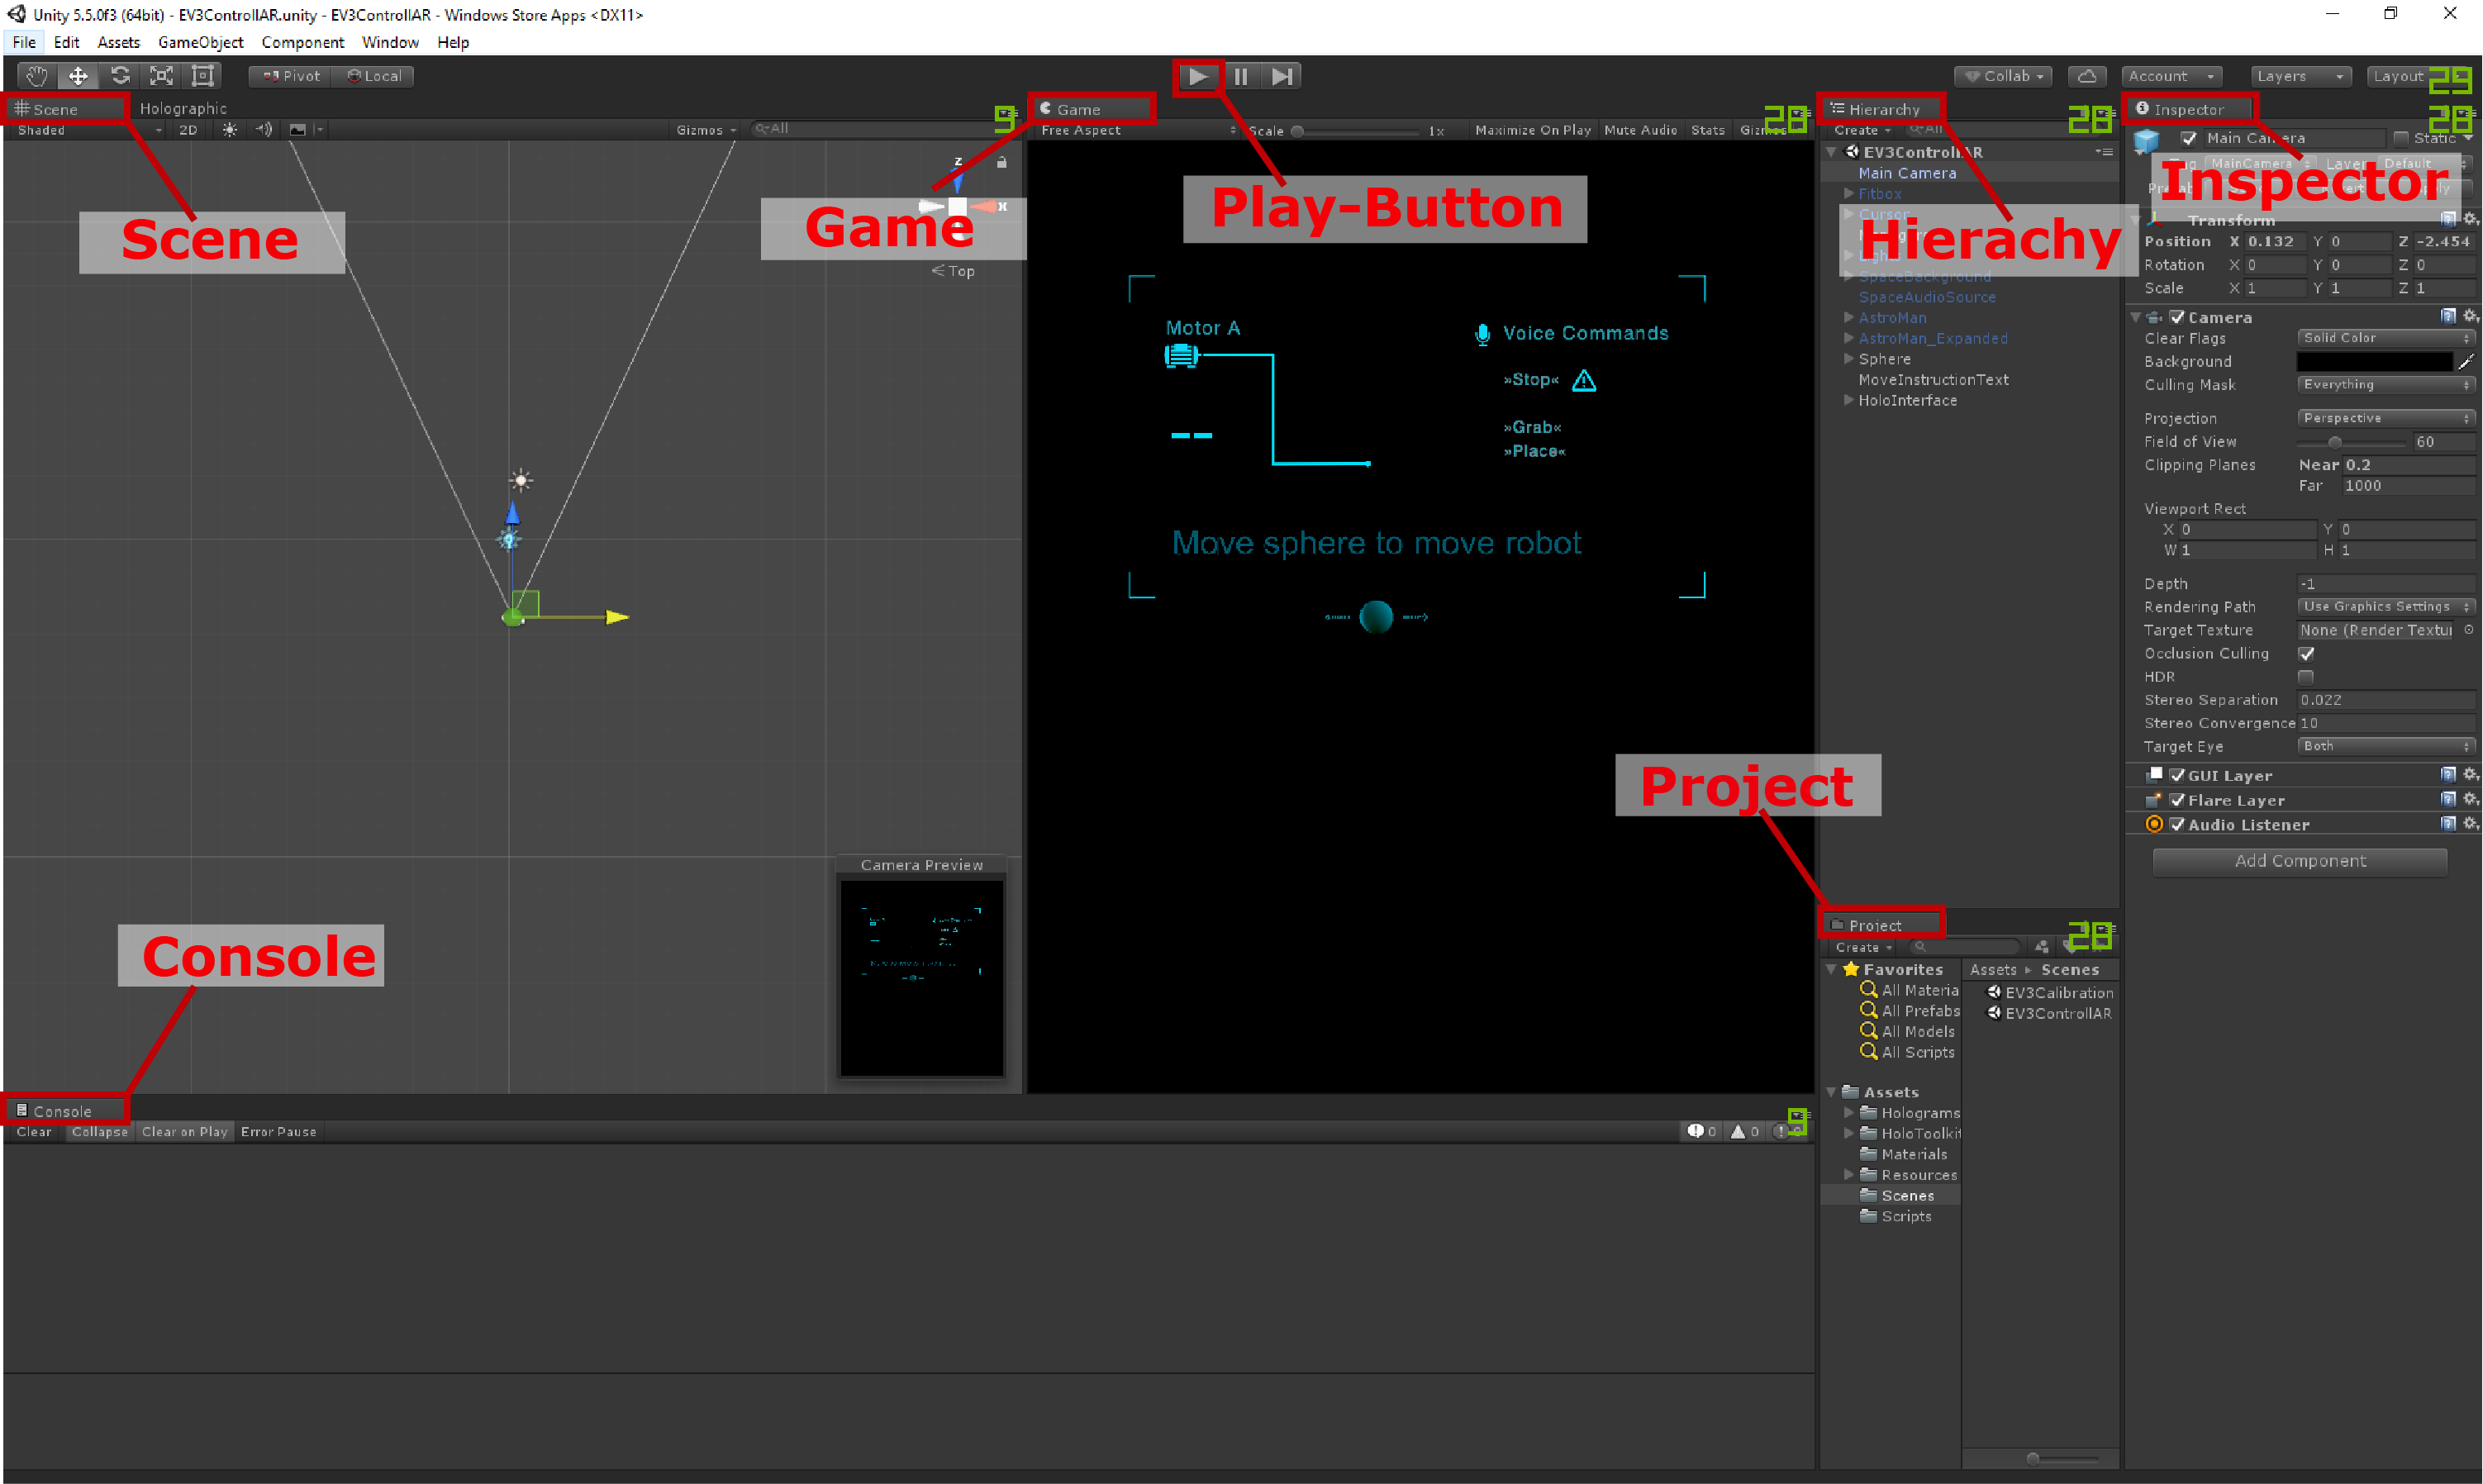 Unity 5.5.0f3 (64bit) - EV3ControllAR.unity - EV3ControllAR - Windows Store Apps <DX11>
File Edit Assets GameObject Component Window Help
Pivot Local
Collab Account Layers Layout 29
Scene Holographic 9
Shaded 2D Gizmos All
Scene
Game
Top
Camera Preview
Game 28
Free Aspect Scale 1x Maximize On Play Mute Audio Stats Gizmos
Play-Button
Motor A
Voice Commands
»Stop«
»Grab«
»Place«
Move sphere to move robot
Hierarchy 28
Create All
EV3ControllAR
Main Camera
Fitbox
Cursor
Hierachy
SpaceBackground
SpaceAudioSource
AstroMan
AstroMan_Expanded
Sphere
MoveInstructionText
HoloInterface
Inspector 28
Main Camera Static
MainCamera Layer Default
Inspector
Transform
Position X 0.132 Y 0 Z -2.454
Rotation X 0 Y 0 Z 0
Scale X 1 Y 1 Z 1
Camera
Clear Flags Solid Color
Background
Culling Mask Everything
Projection Perspective
Field of View 60
Clipping Planes Near 0.2
Far 1000
Viewport Rect
X 0 Y 0
W 1 H 1
Depth -1
Rendering Path Use Graphics Settings
Target Texture None (Render Textur
Occlusion Culling
HDR
Stereo Separation 0.022
Stereo Convergence 10
Target Eye Both
GUI Layer
Flare Layer
Audio Listener
Add Component
Project
Project 28
Create
Favorites
All Materia
All Prefabs
All Models
All Scripts
Assets
Holograms
HoloToolkit
Materials
Resources
Scenes
Scripts
Assets Scenes
EV3Calibration
EV3ControllAR
Console
Console 9
Clear Collapse Clear on Play Error Pause 0 0